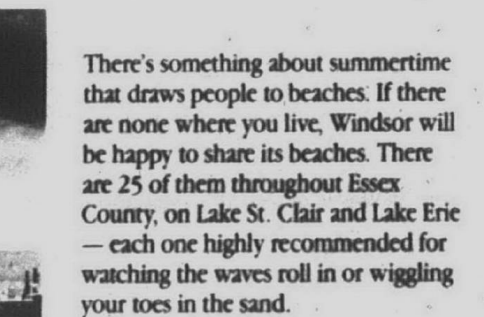 There's something about summertime
that draws people to beaches. If there
are none where you live, Windsor will
be happy to share its beaches. There
are 25 of them throughout Essex
County, on Lake St. Clair and Lake Erie
— each one highly recommended for
watching the waves roll in or wiggling
your toes in the sand.